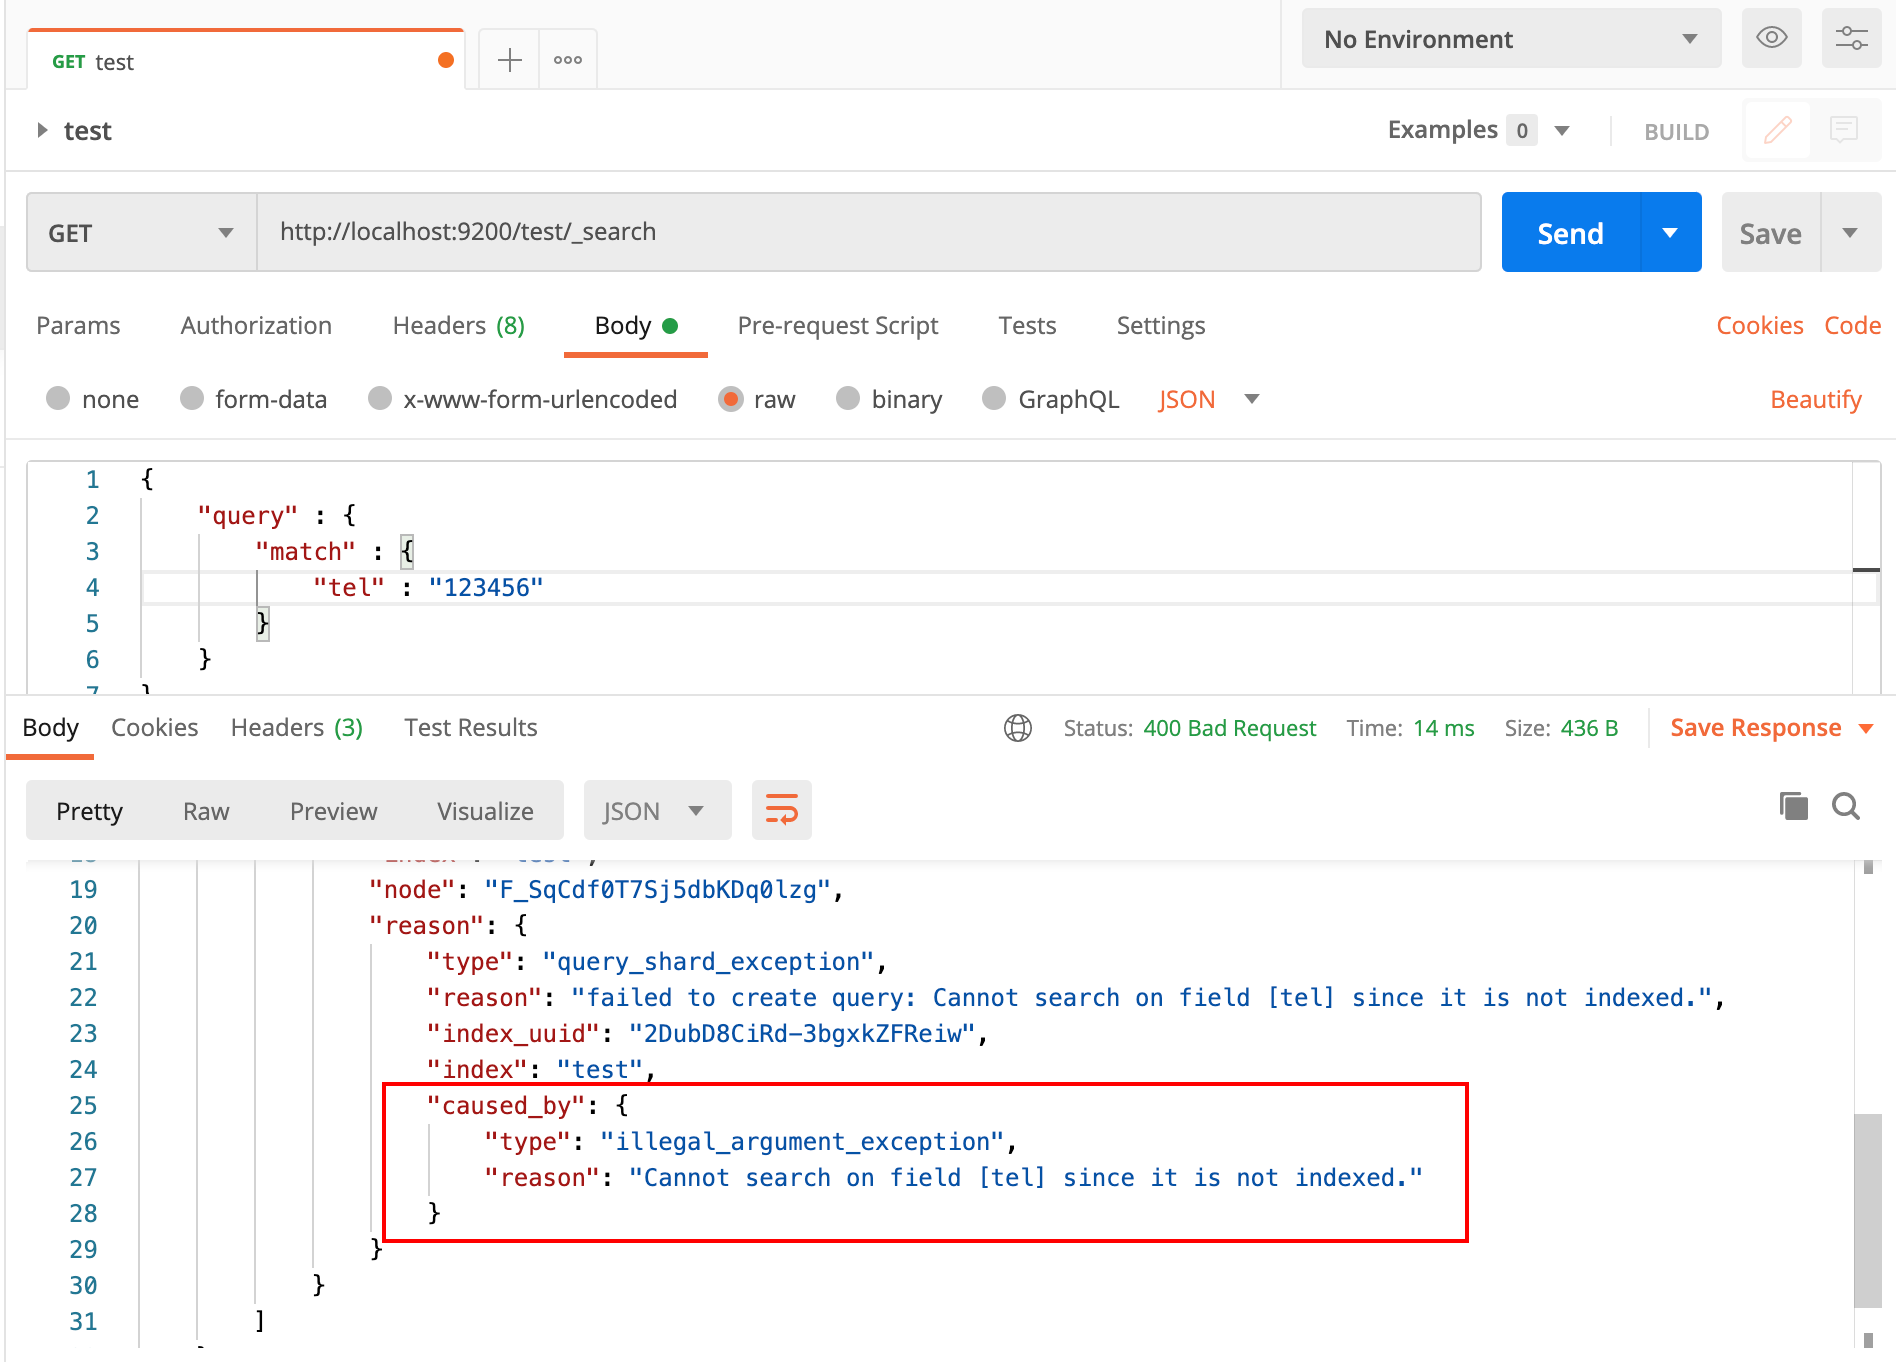 GET test
No Environment
test
Examples 0
BUILD
GET
http://localhost:9200/test/_search
Send
Save
Params
Authorization
Headers (8)
Body
Pre-request Script
Tests
Settings
Cookies
Code
none
form-data
x-www-form-urlencoded
raw
binary
GraphQL
JSON
Beautify
1 {
2 "query" : {
3 "match" : {
4 "tel" : "123456"
5 }
6 }
7 }
Body
Cookies
Headers (3)
Test Results
Status: 400 Bad Request
Time: 14 ms
Size: 436 B
Save Response
Pretty
Raw
Preview
Visualize
JSON
18 "index": "test",
19 "node": "F_SqCdf0T7Sj5dbKDq0lzg",
20 "reason": {
21 "type": "query_shard_exception",
22 "reason": "failed to create query: Cannot search on field [tel] since it is not indexed.",
23 "index_uuid": "2DubD8CiRd-3bgxkZFReiw",
24 "index": "test",
25 "caused_by": {
26 "type": "illegal_argument_exception",
27 "reason": "Cannot search on field [tel] since it is not indexed."
28 }
29 }
30 }
31 ]